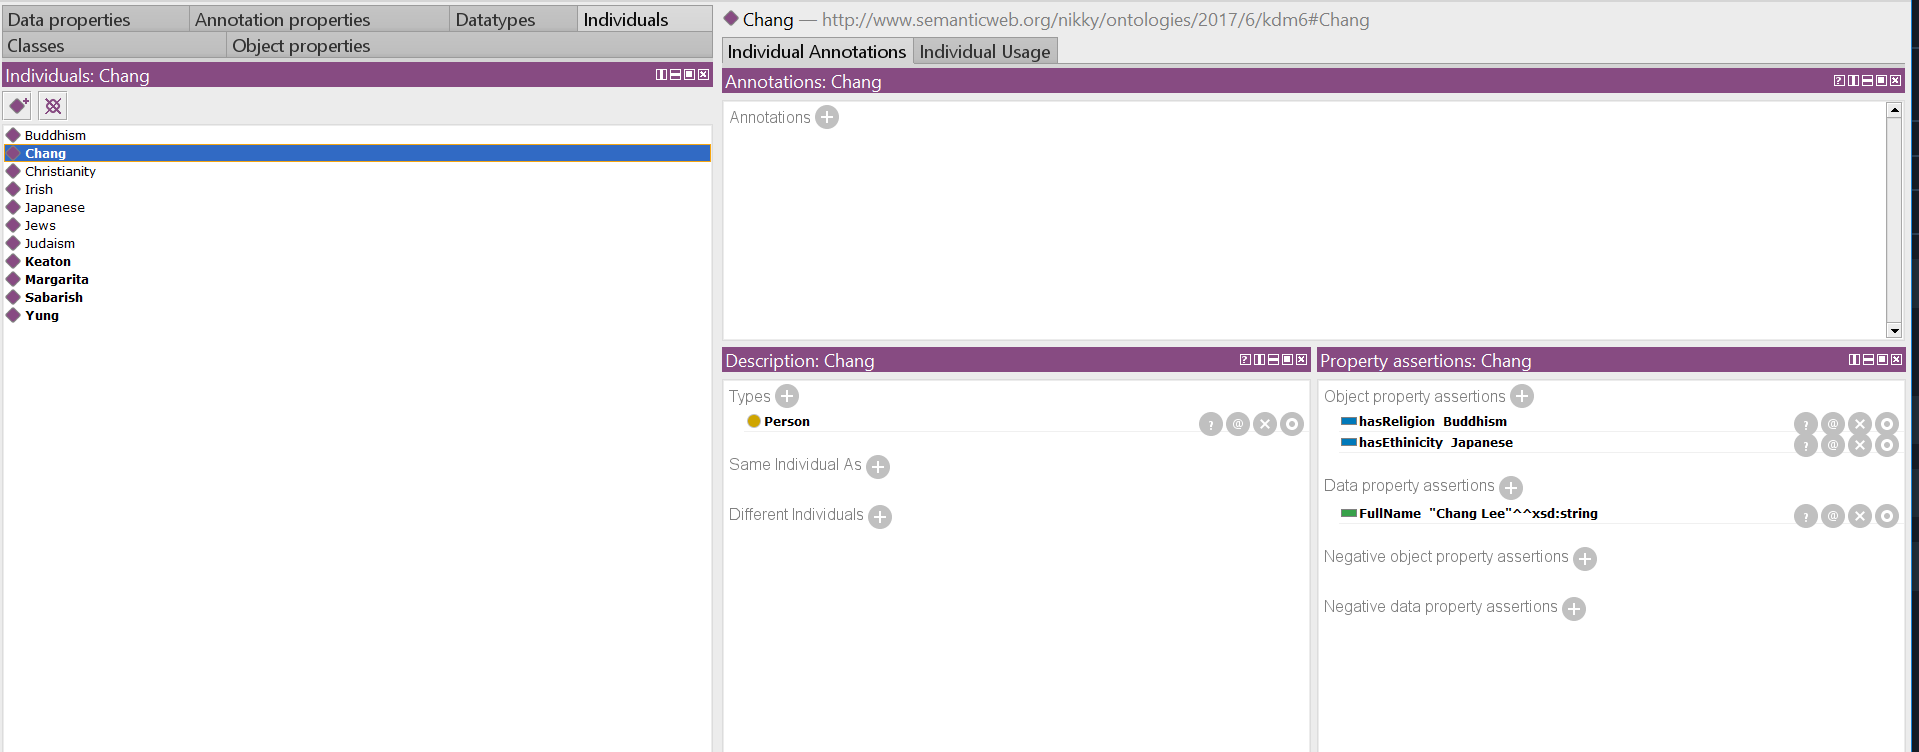 Data properties Annotation properties Datatypes Individuals
Classes Object properties
Individuals: Chang
Buddhism
Chang
Christianity
Irish
Japanese
Jews
Judaism
Keaton
Margarita
Sabarish
Yung
Chang — http://www.semanticweb.org/nikky/ontologies/2017/6/kdm6#Chang
Individual Annotations Individual Usage
Annotations: Chang
Annotations
Description: Chang
Types
Person
Same Individual As
Different Individuals
Property assertions: Chang
Object property assertions
hasReligion Buddhism
hasEthinicity Japanese
Data property assertions
FullName "Chang Lee"^^xsd:string
Negative object property assertions
Negative data property assertions